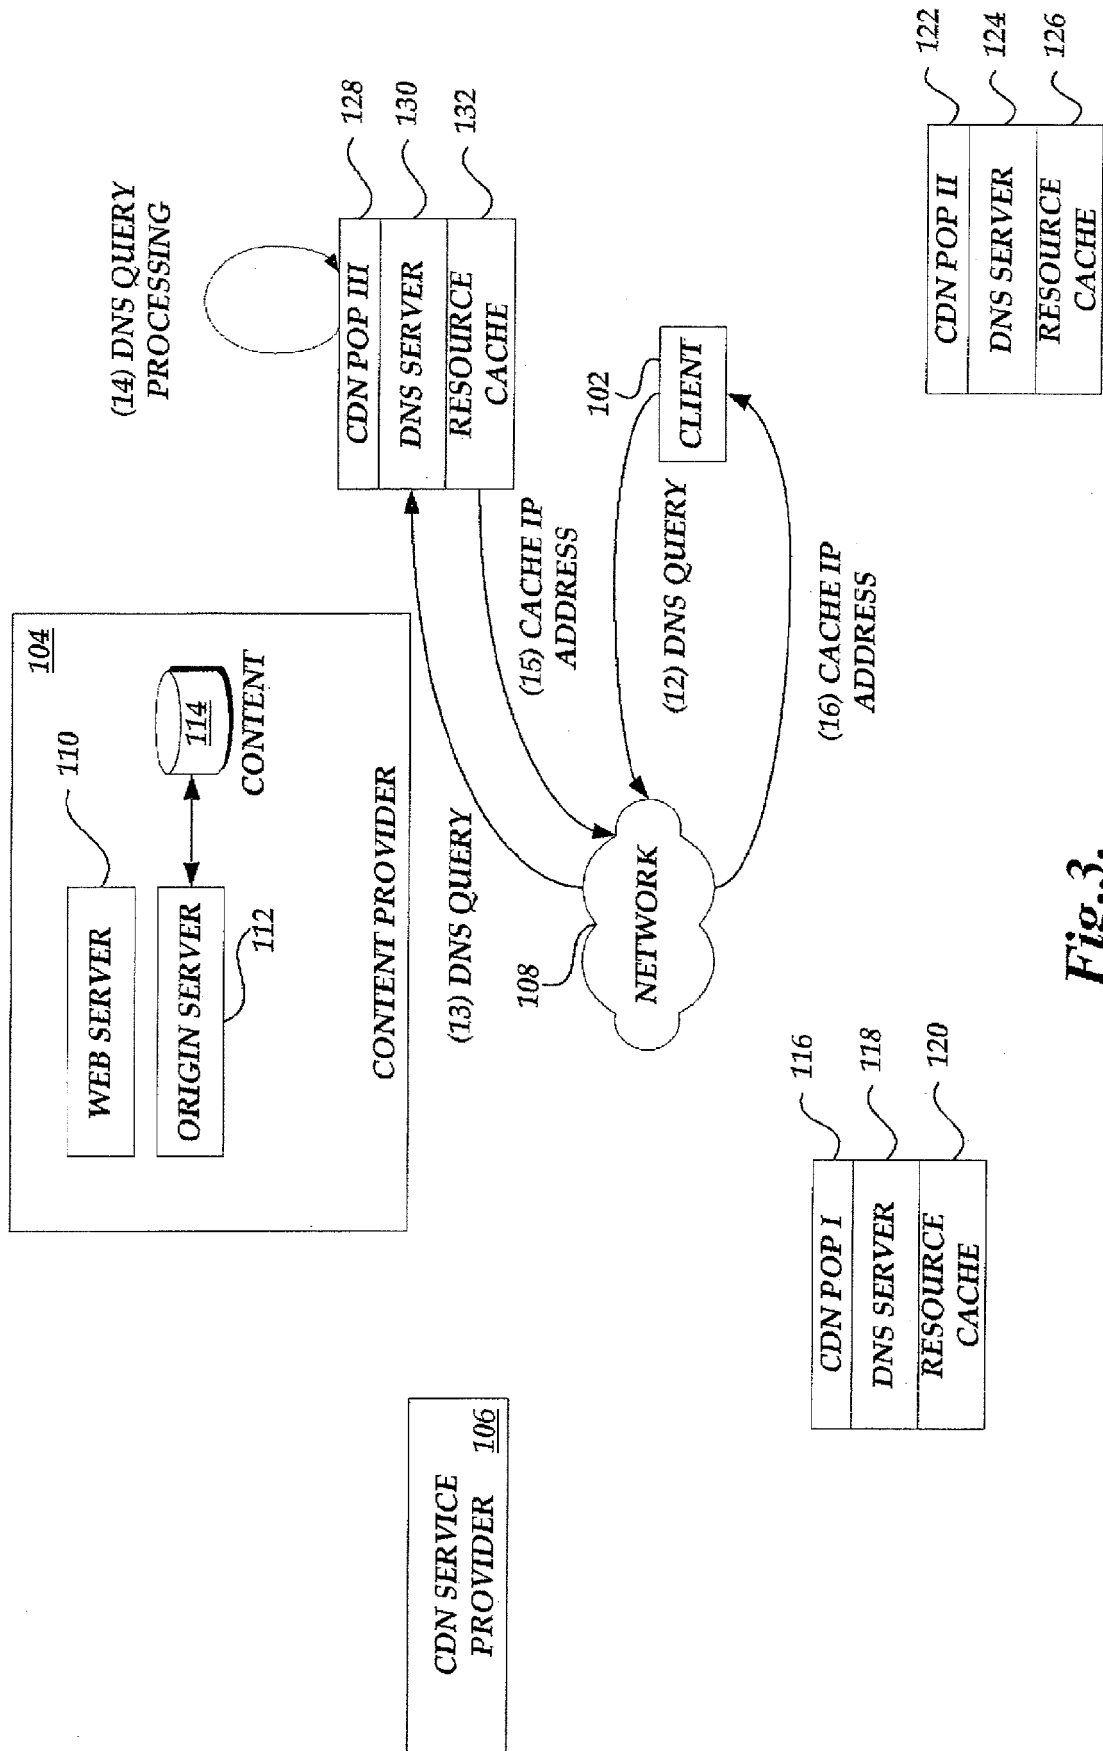 CDN SERVICE
PROVIDER
106
104
WEB SERVER
110
ORIGIN SERVER
112
114
CONTENT
CONTENT PROVIDER
(14) DNS QUERY
PROCESSING
CDN POP III
DNS SERVER
RESOURCE
CACHE
128
130
132
(13) DNS QUERY
(15) CACHE IP
ADDRESS
108
NETWORK
(12) DNS QUERY
102
CLIENT
(16) CACHE IP
ADDRESS
CDN POP I
DNS SERVER
RESOURCE
CACHE
116
118
120
CDN POP II
DNS SERVER
RESOURCE
CACHE
122
124
126
Fig.3.